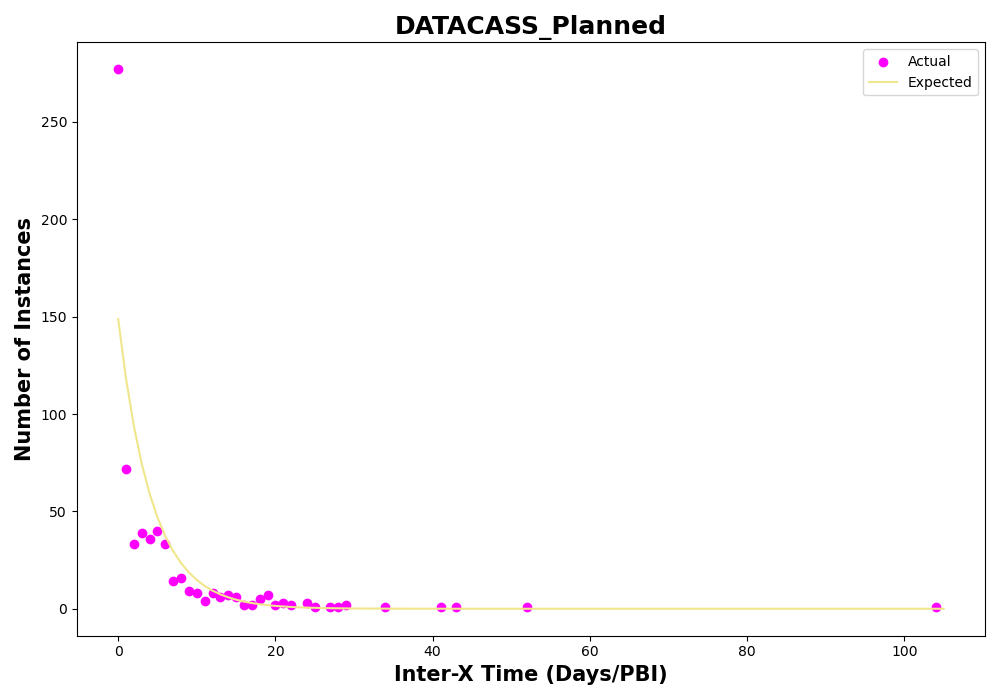 DATACASS_Planned
Actual
Expected
250
200
150
100
50
0
Number of Instances
0 20 40 60 80 100
Inter-X Time (Days/PBI)